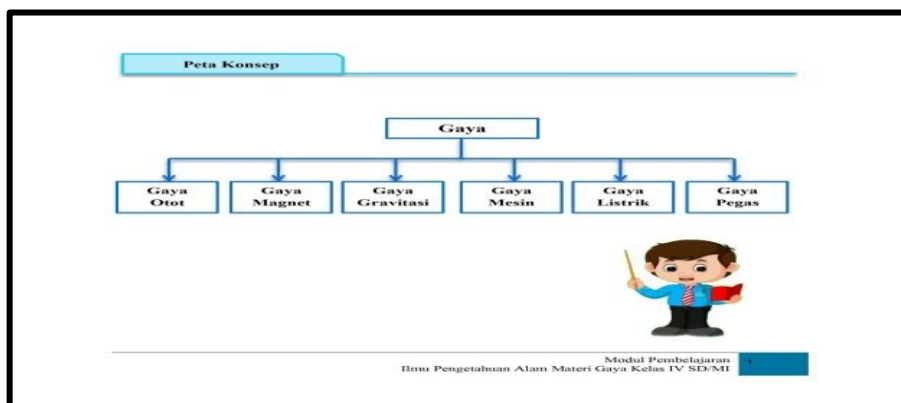 Peta Konsep
Gaya
Gaya
Otot
Gaya
Magnet
Gaya
Gravitasi
Gaya
Mesin
Gaya
Listrik
Gaya
Pegas
Modul Pembelajaran
Ilmu Pengetahuan Alam Materi Gaya Kelas IV SD/MI